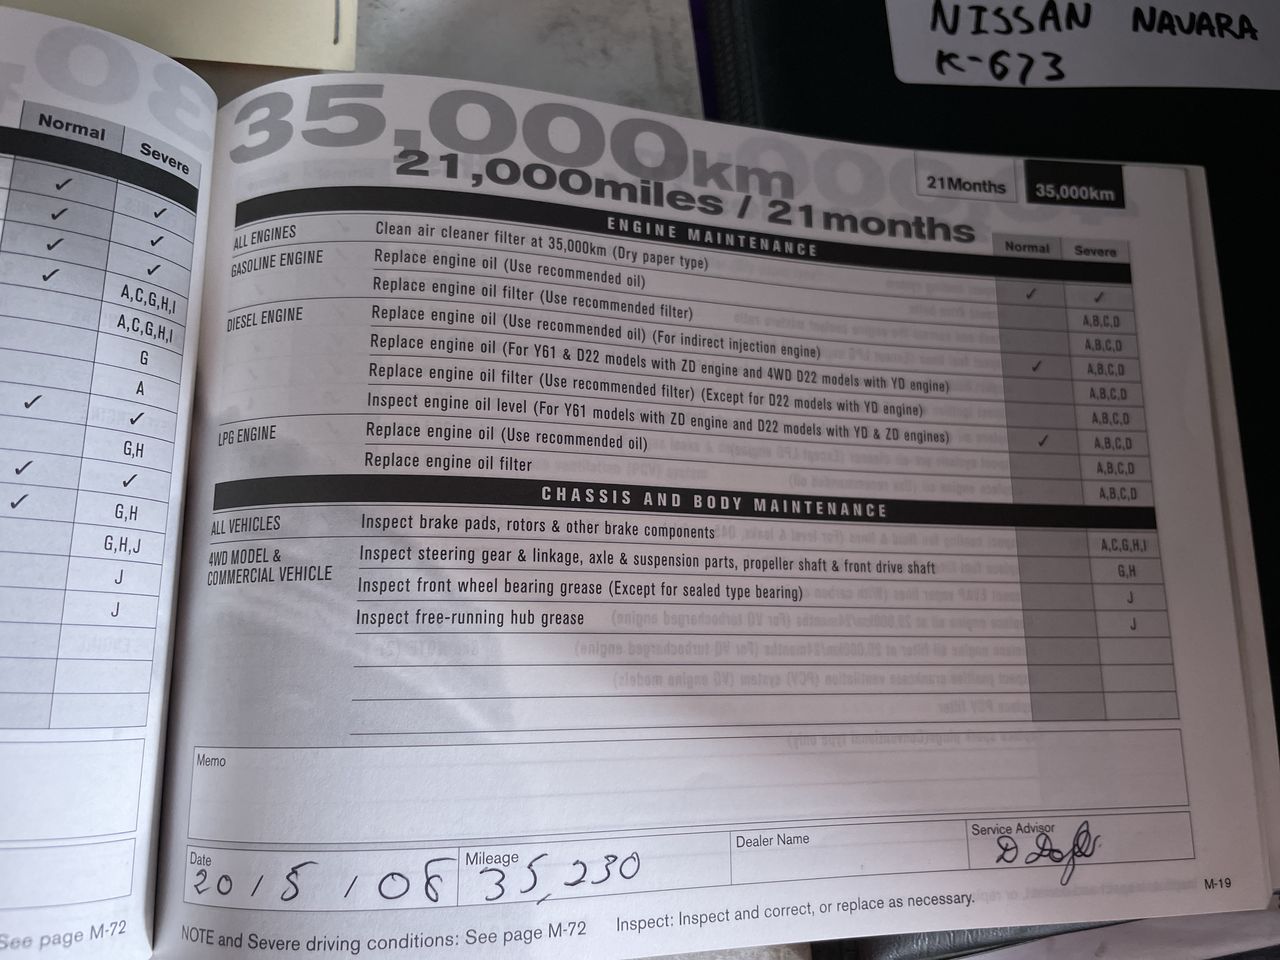 NISSAN NAVARA
K-673
Normal Severe
✓ ✓
✓ ✓
✓ ✓
✓ A,C,G,H,I
A,C,G,H,I
G
A
✓ ✓
G,H
✓ ✓
✓ G,H
G,H,J
J
J
See page M-72
35,000km
21,000miles / 21months
21Months 35,000km
ENGINE MAINTENANCE Normal Severe
ALL ENGINES Clean air cleaner filter at 35,000km (Dry paper type) ✓ ✓
GASOLINE ENGINE Replace engine oil (Use recommended oil) A,B,C,D
Replace engine oil filter (Use recommended filter) A,B,C,D
DIESEL ENGINE Replace engine oil (Use recommended oil) (For indirect injection engine) ✓ A,B,C,D
Replace engine oil (For Y61 & D22 models with ZD engine and 4WD D22 models with YD engine) A,B,C,D
Replace engine oil filter (Use recommended filter) (Except for D22 models with YD engine) A,B,C,D
Inspect engine oil level (For Y61 models with ZD engine and D22 models with YD & ZD engines) ✓ A,B,C,D
LPG ENGINE Replace engine oil (Use recommended oil) A,B,C,D
Replace engine oil filter A,B,C,D
CHASSIS AND BODY MAINTENANCE
ALL VEHICLES Inspect brake pads, rotors & other brake components A,C,G,H,I
4WD MODEL & COMMERCIAL VEHICLE Inspect steering gear & linkage, axle & suspension parts, propeller shaft & front drive shaft G,H
Inspect front wheel bearing grease (Except for sealed type bearing) J
Inspect free-running hub grease J
Memo
Date 2015/08 Mileage 35,230 Dealer Name Service Advisor
NOTE and Severe driving conditions: See page M-72 Inspect: Inspect and correct, or replace as necessary. M-19